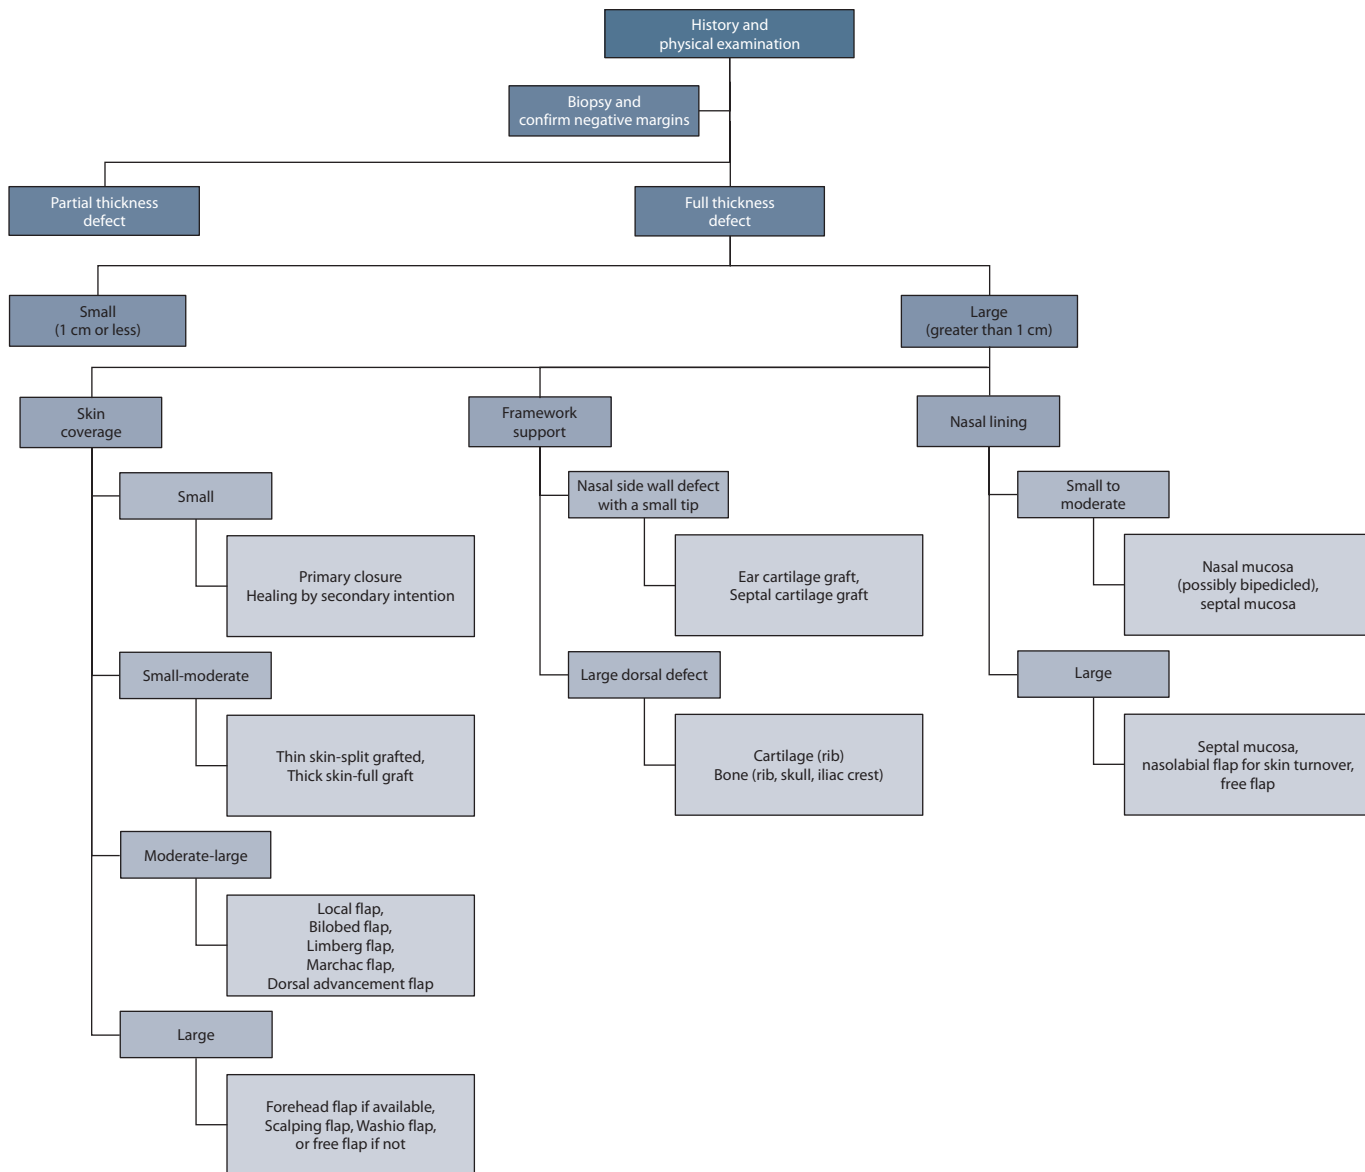 History and
physical examination
Biopsy and
confirm negative margins
Partial thickness
defect
Full thickness
defect
Small
(1 cm or less)
Large
(greater than 1 cm)
Skin
coverage
Small
Primary closure
Healing by secondary intention
Small-moderate
Thin skin-split grafted,
Thick skin-full graft
Moderate-large
Local flap,
Bilobed flap,
Limberg flap,
Marchac flap,
Dorsal advancement flap
Large
Forehead flap if available,
Scalping flap, Washio flap,
or free flap if not
Framework
support
Nasal side wall defect
with a small tip
Ear cartilage graft,
Septal cartilage graft
Large dorsal defect
Cartilage (rib)
Bone (rib, skull, iliac crest)
Nasal lining
Small to
moderate
Nasal mucosa
(possibly bipedicled),
septal mucosa
Large
Septal mucosa,
nasolabial flap for skin turnover,
free flap